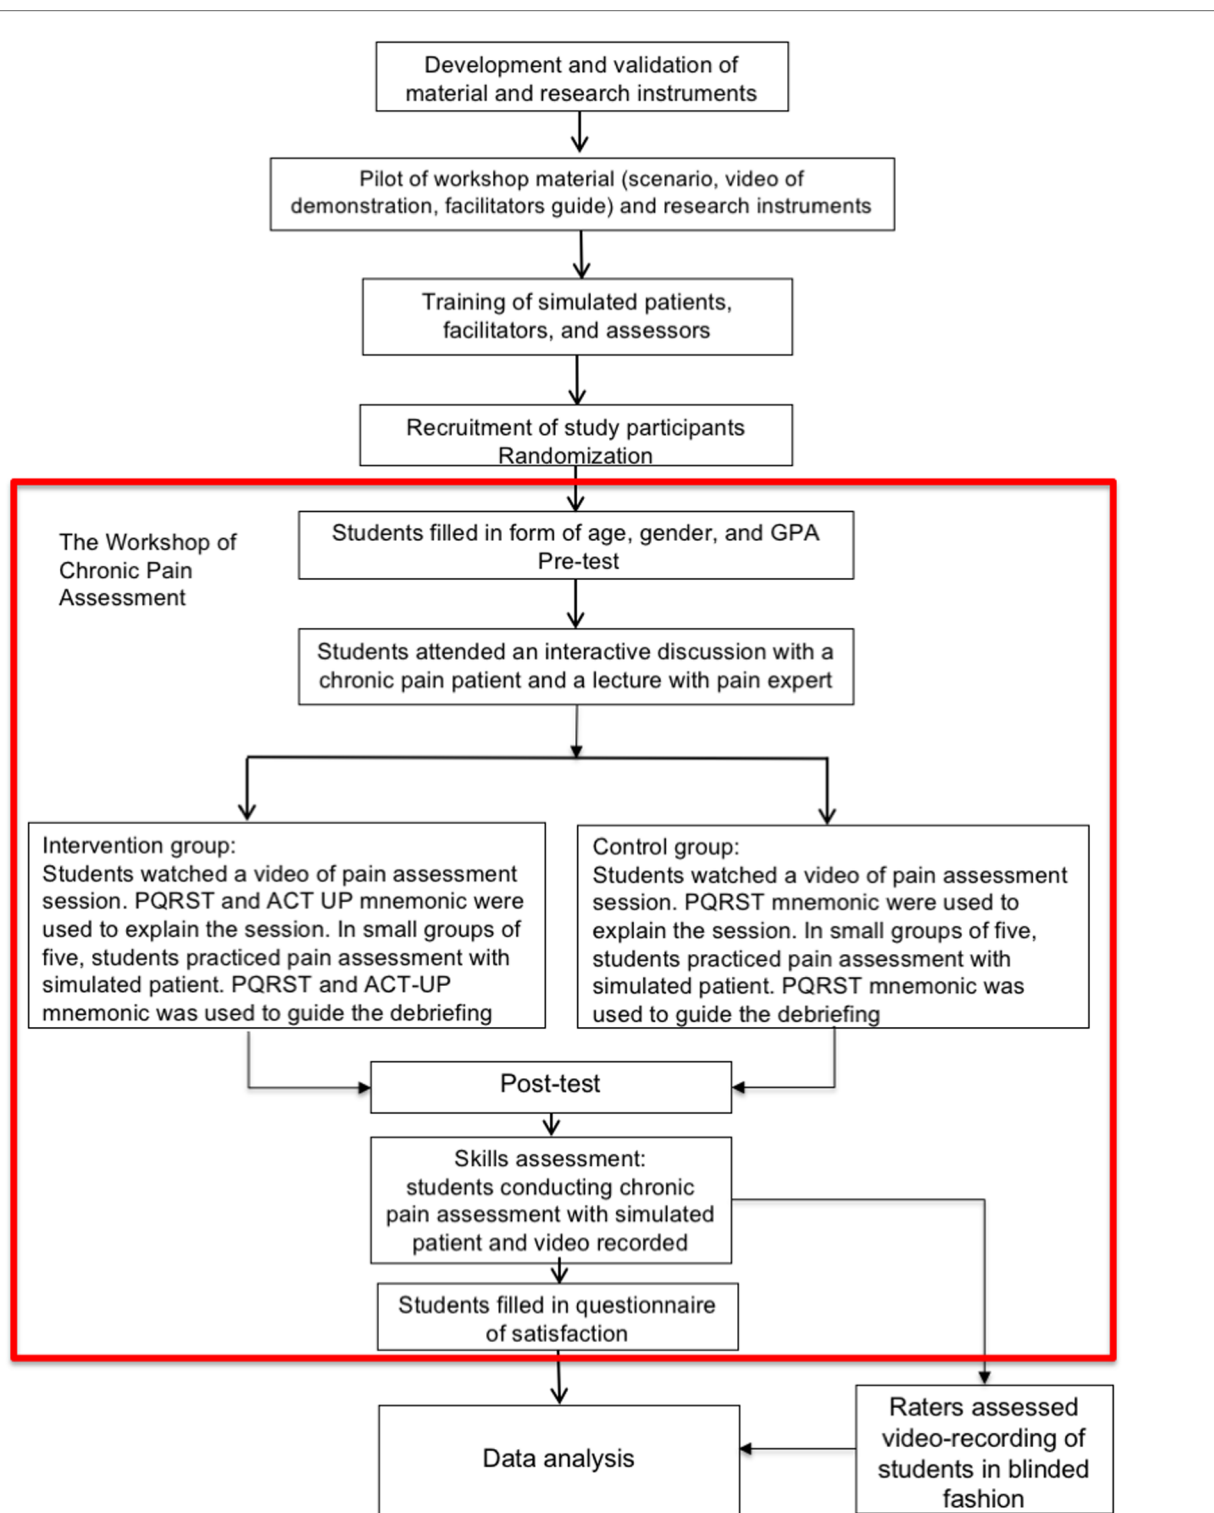 Development and validation of
material and research instruments
Pilot of workshop material (scenario, video of
demonstration, facilitators guide) and research instruments
Training of simulated patients,
facilitators, and assessors
Recruitment of study participants
Randomization
The Workshop of
Chronic Pain
Assessment
Students filled in form of age, gender, and GPA
Pre-test
Students attended an interactive discussion with a
chronic pain patient and a lecture with pain expert
Intervention group:
Students watched a video of pain assessment
session. PQRST and ACT UP mnemonic were
used to explain the session. In small groups of
five, students practiced pain assessment with
simulated patient. PQRST and ACT-UP
mnemonic was used to guide the debriefing
Control group:
Students watched a video of pain assessment
session. PQRST mnemonic were used to
explain the session. In small groups of five,
students practiced pain assessment with
simulated patient. PQRST mnemonic was
used to guide the debriefing
Post-test
Skills assessment:
students conducting chronic
pain assessment with simulated
patient and video recorded
Students filled in questionnaire
of satisfaction
Raters assessed
video-recording of
students in blinded
fashion
Data analysis